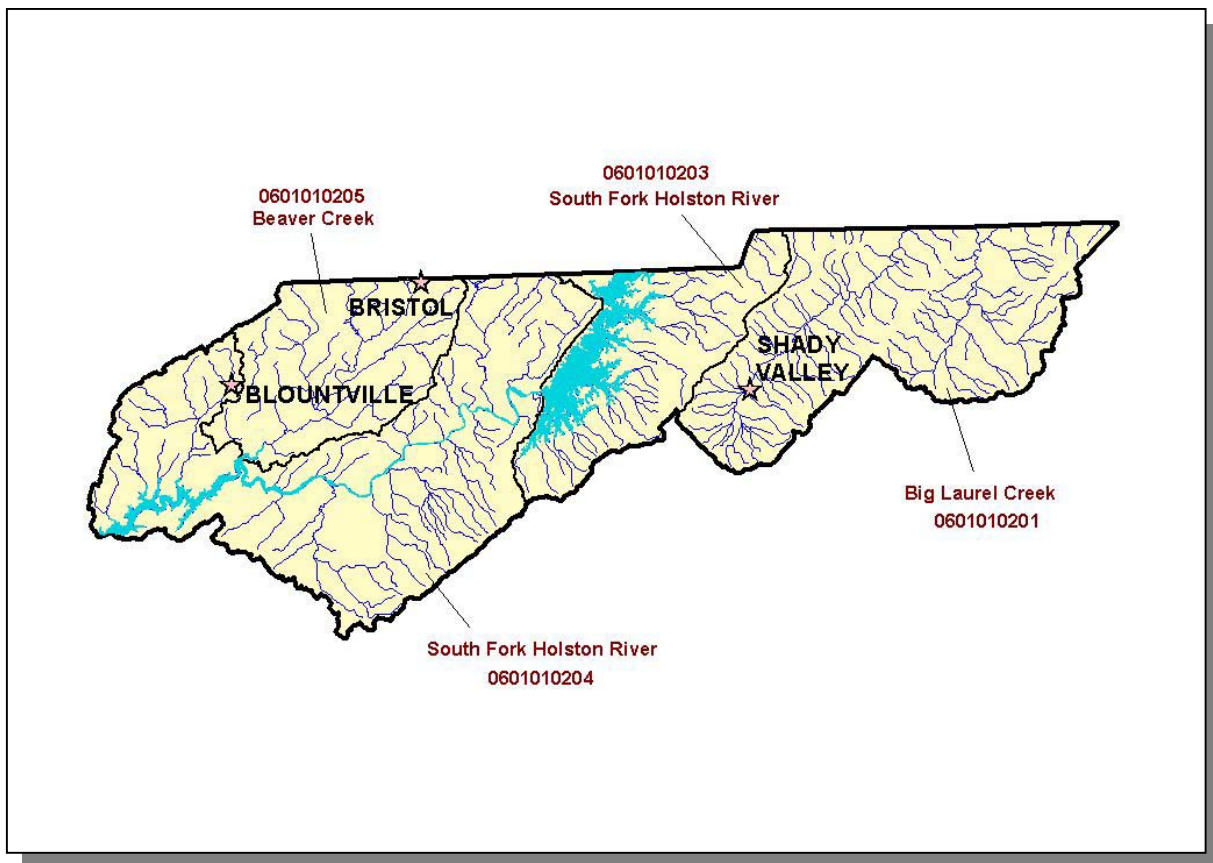 0601010203
South Fork Holston River
0601010205
Beaver Creek
BRISTOL
SHADY
VALLEY
BLOUNTVILLE
Big Laurel Creek
0601010201
South Fork Holston River
0601010204